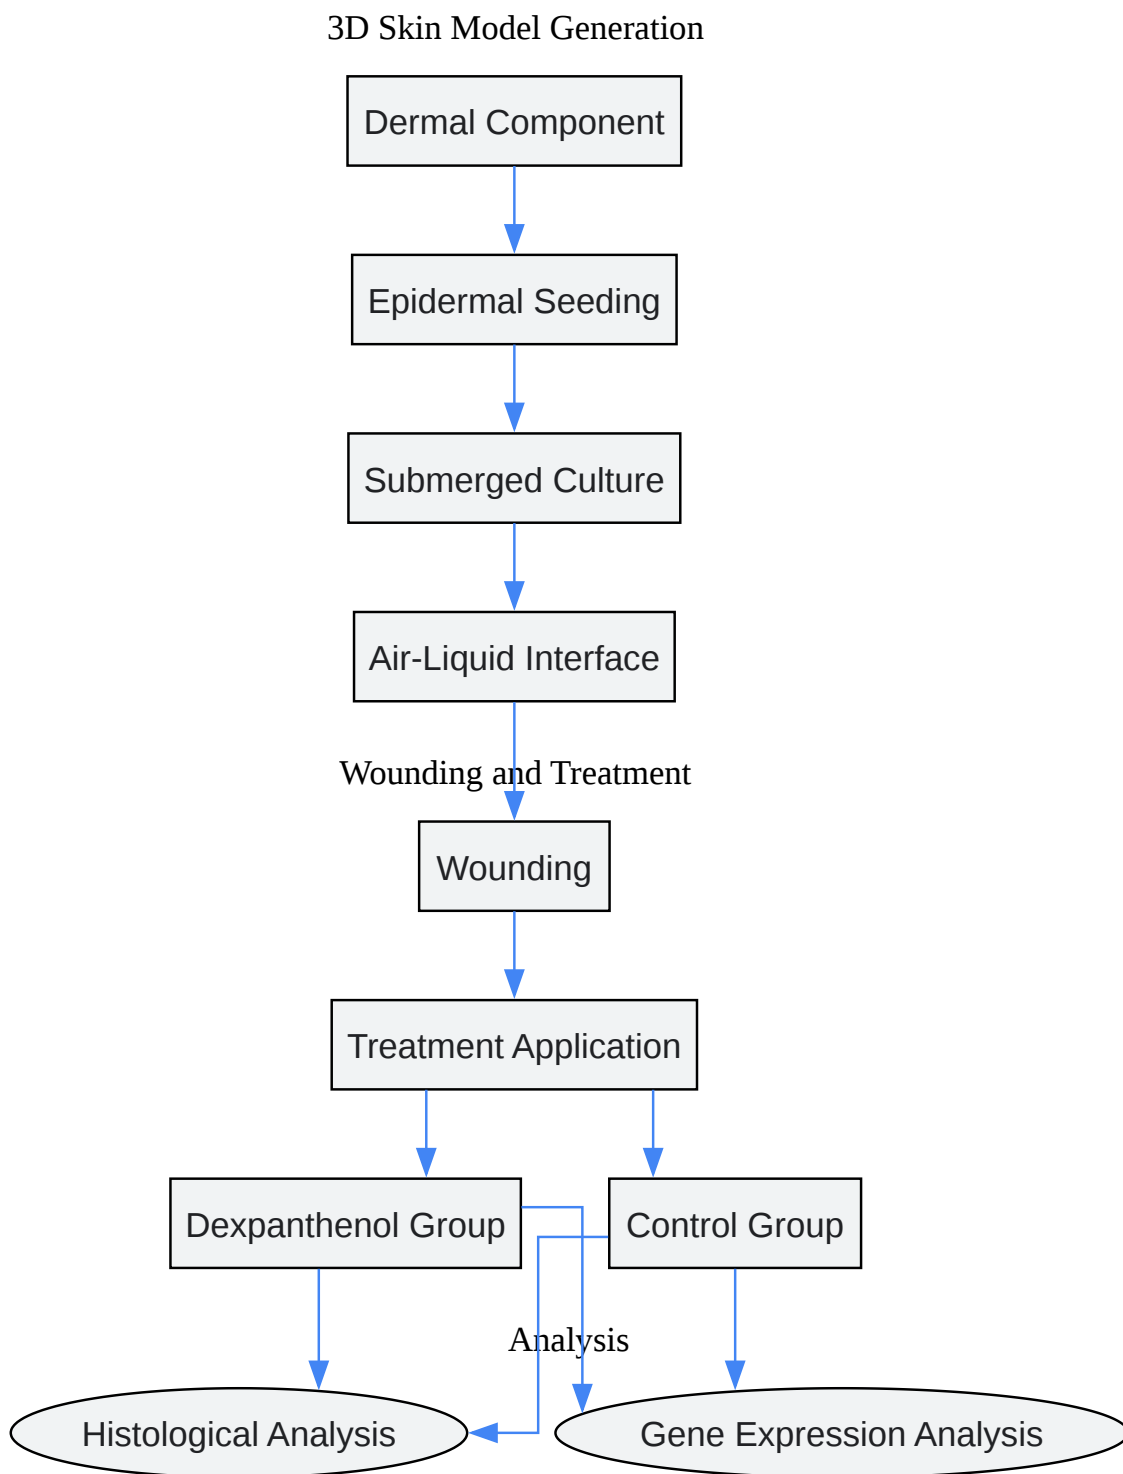 3D Skin Model Generation
Dermal Component
Epidermal Seeding
Submerged Culture
Air-Liquid Interface
Wounding and Treatment
Wounding
Treatment Application
Dexpanthenol Group
Control Group
Analysis
Histological Analysis
Gene Expression Analysis